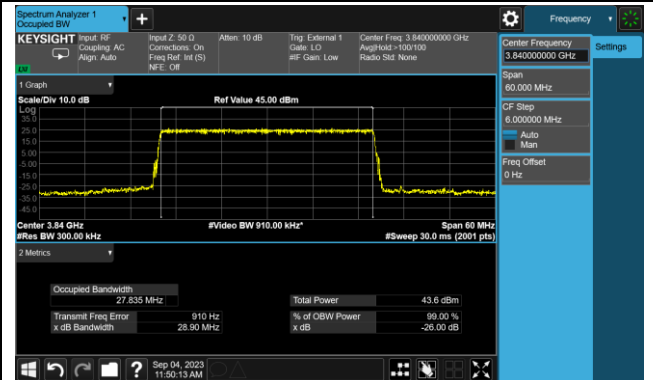 Spectrum Analyzer 1
Occupied BW
+
Frequency
KEYSIGHT
Input: RF
Coupling: AC
Align: Auto
Input Z: 50 Ω
Corrections: On
Freq Ref: Int (S)
NFE: Off
Atten: 10 dB
Trig: External 1
Gate: LO
#IF Gain: Low
Center Freq: 3.840000000 GHz
Avg|Hold:>100/100
Radio Std: None
Center Frequency
3.840000000 GHz
Settings
Span
60.000 MHz
CF Step
6.000000 MHz
Auto
Man
Freq Offset
0 Hz
1 Graph
Scale/Div 10.0 dB
Ref Value 45.00 dBm
Log
35.0
25.0
15.0
5.00
-5.00
-15.0
-25.0
-35.0
-45.0
Center 3.84 GHz
#Video BW 910.00 kHz*
Span 60 MHz
#Res BW 300.00 kHz
#Sweep 30.0 ms (2001 pts)
2 Metrics
Occupied Bandwidth
27.835 MHz
Total Power 43.6 dBm
Transmit Freq Error 910 Hz
% of OBW Power 99.00 %
x dB Bandwidth 28.90 MHz
x dB -26.00 dB
?
Sep 04, 2023
11:50:13 AM